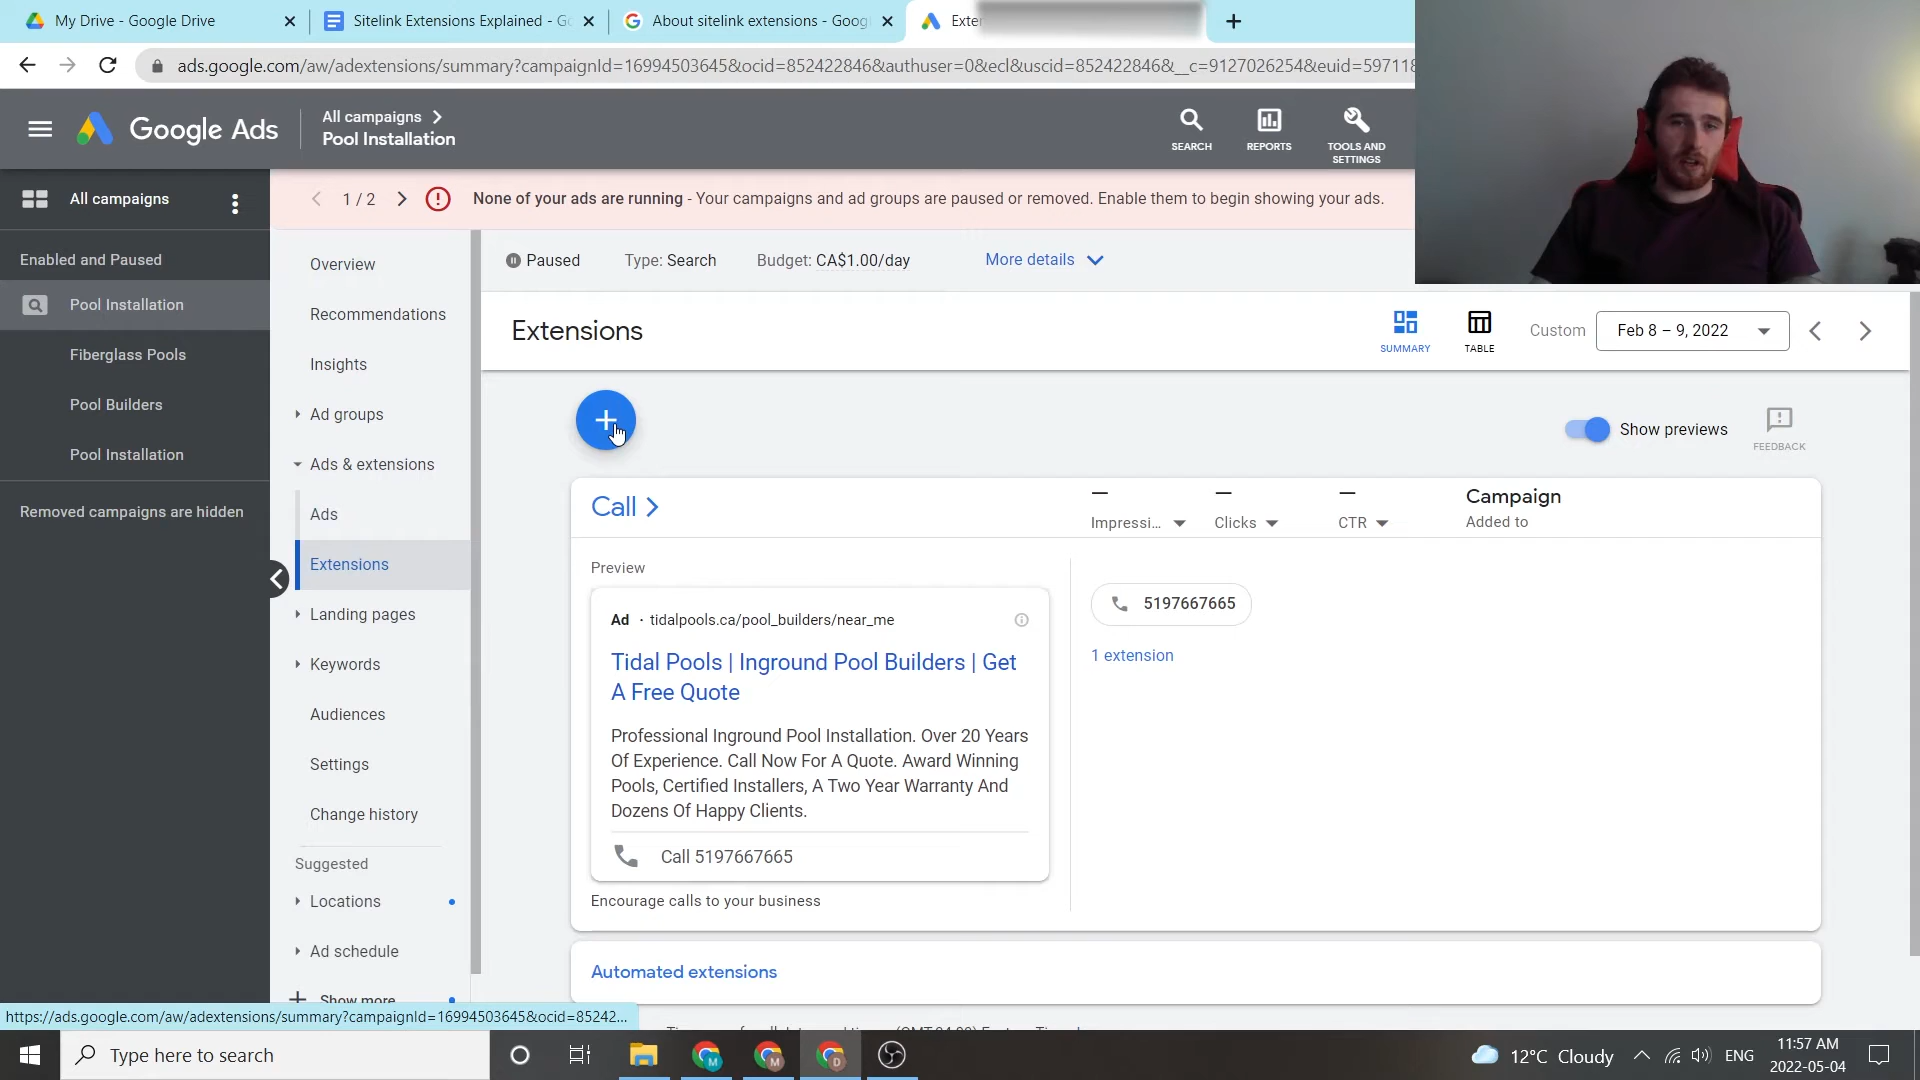 My Drive - Google Drive
Sitelink Extensions Explained - G
About sitelink extensions - Goog
Exte
ads.google.com/aw/adextensions/summary?campaignId=16994503645&ocid=852422846&authuser=0&ecl&uscid=852422846&__c=9127026254&euid=597118
Google Ads
All campaigns
Pool Installation
SEARCH
REPORTS
TOOLS AND
SETTINGS
All campaigns
1 / 2
None of your ads are running - Your campaigns and ad groups are paused or removed. Enable them to begin showing your ads.
Enabled and Paused
Pool Installation
Fiberglass Pools
Pool Builders
Pool Installation
Removed campaigns are hidden
Overview
Recommendations
Insights
Ad groups
Ads & extensions
Ads
Extensions
Landing pages
Keywords
Audiences
Settings
Change history
Suggested
Locations
Ad schedule
Show more
Paused
Type: Search
Budget: CA$1.00/day
More details
Extensions
SUMMARY
TABLE
Custom
Feb 8 – 9, 2022
Show previews
FEEDBACK
Call
—
Impressi...
—
Clicks
—
CTR
Campaign
Added to
Preview
Ad · tidalpools.ca/pool_builders/near_me
Tidal Pools | Inground Pool Builders | Get
A Free Quote
Professional Inground Pool Installation. Over 20 Years
Of Experience. Call Now For A Quote. Award Winning
Pools, Certified Installers, A Two Year Warranty And
Dozens Of Happy Clients.
Call 5197667665
Encourage calls to your business
5197667665
1 extension
Automated extensions
https://ads.google.com/aw/adextensions/summary?campaignId=16994503645&ocid=85242...
Type here to search
12°C Cloudy
ENG
11:57 AM
2022-05-04